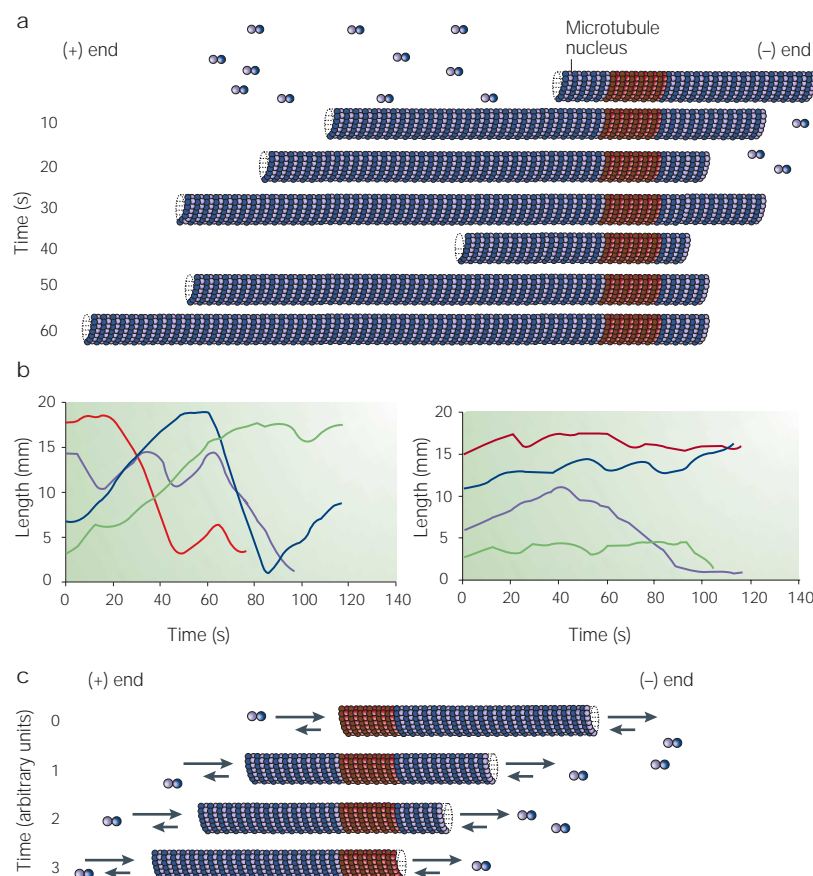 a
(+) end
Microtubule
nucleus
(–) end
Time (s)
10
20
30
40
50
60
b
Length (mm)
20
15
10
5
0
0 20 40 60 80 100 120 140
Time (s)
Length (mm)
20
15
10
5
0
0 20 40 60 80 100 120 140
Time (s)
c
(+) end
(–) end
Time (arbitrary units)
0
1
2
3